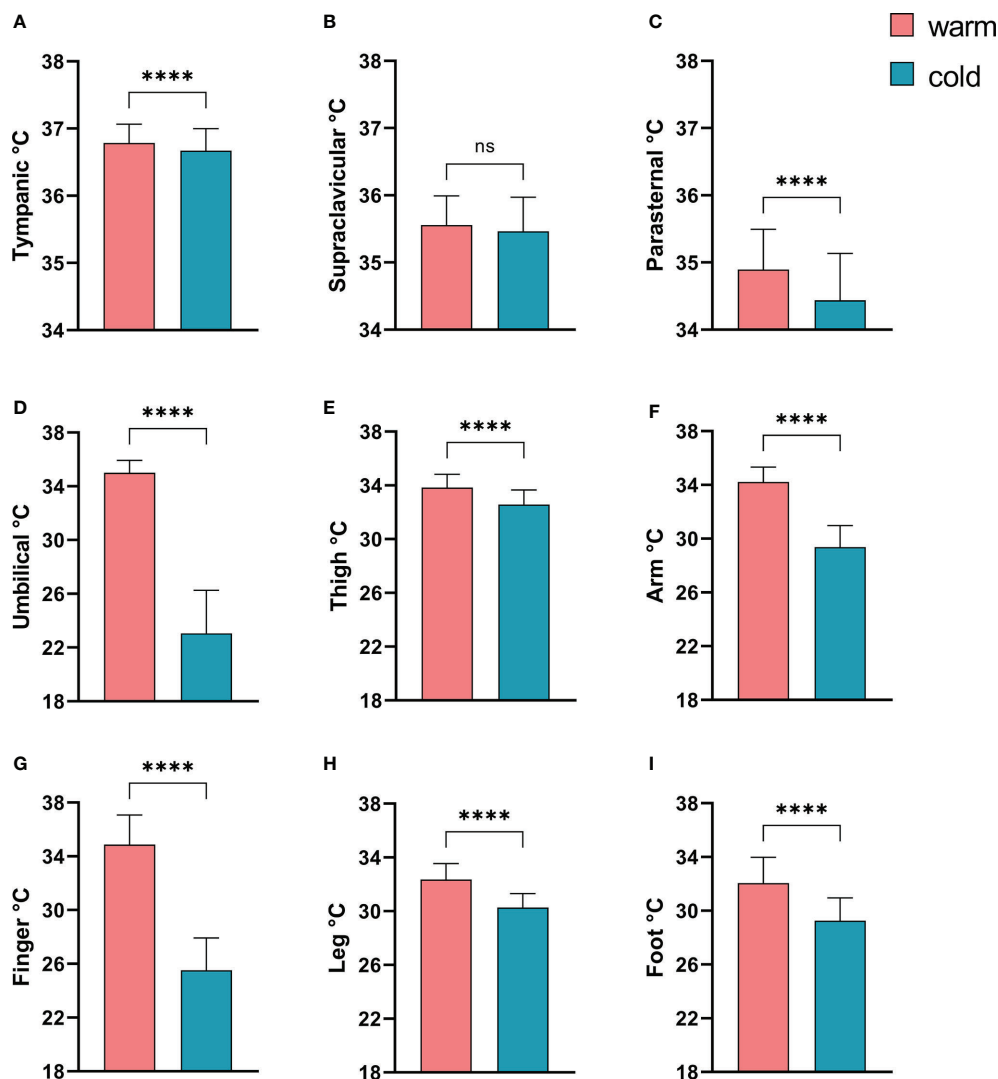 A
B
C
warm
cold
38
37
36
35
34
Tympanic °C
****
38
37
36
35
34
Supraclavicular °C
ns
38
37
36
35
34
Parasternal °C
****
D
E
F
38
34
30
26
22
18
Umbilical °C
****
38
34
30
26
22
18
Thigh °C
****
38
34
30
26
22
18
Arm °C
****
G
H
I
38
34
30
26
22
18
Finger °C
****
38
34
30
26
22
18
Leg °C
****
38
34
30
26
22
18
Foot °C
****